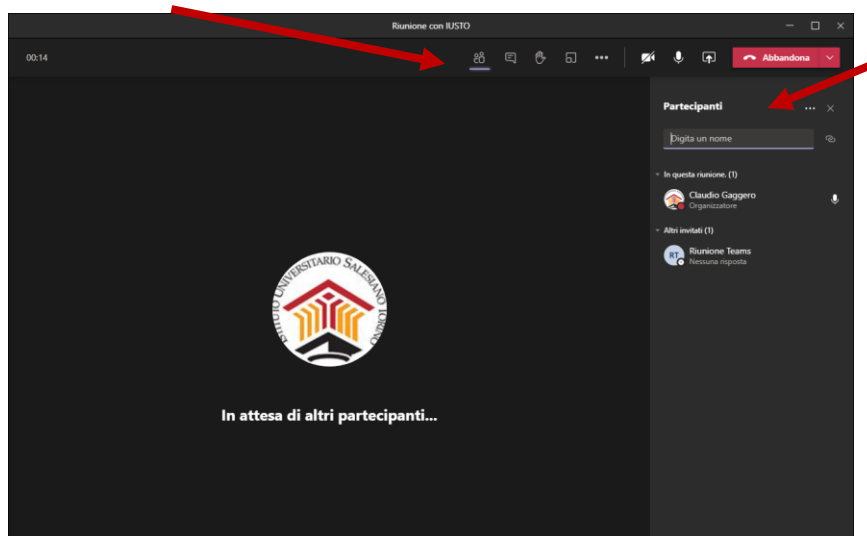 Riunione con IUSTO
00:14
Abbandona
Partecipanti
Digita un nome
In questa riunione. (1)
Claudio Gaggero
Organizzatore
Altri invitati (1)
RT
Riunione Teams
Nessuna risposta
ISTITUTO UNIVERSITARIO SALESIANO TORINO
In attesa di altri partecipanti...